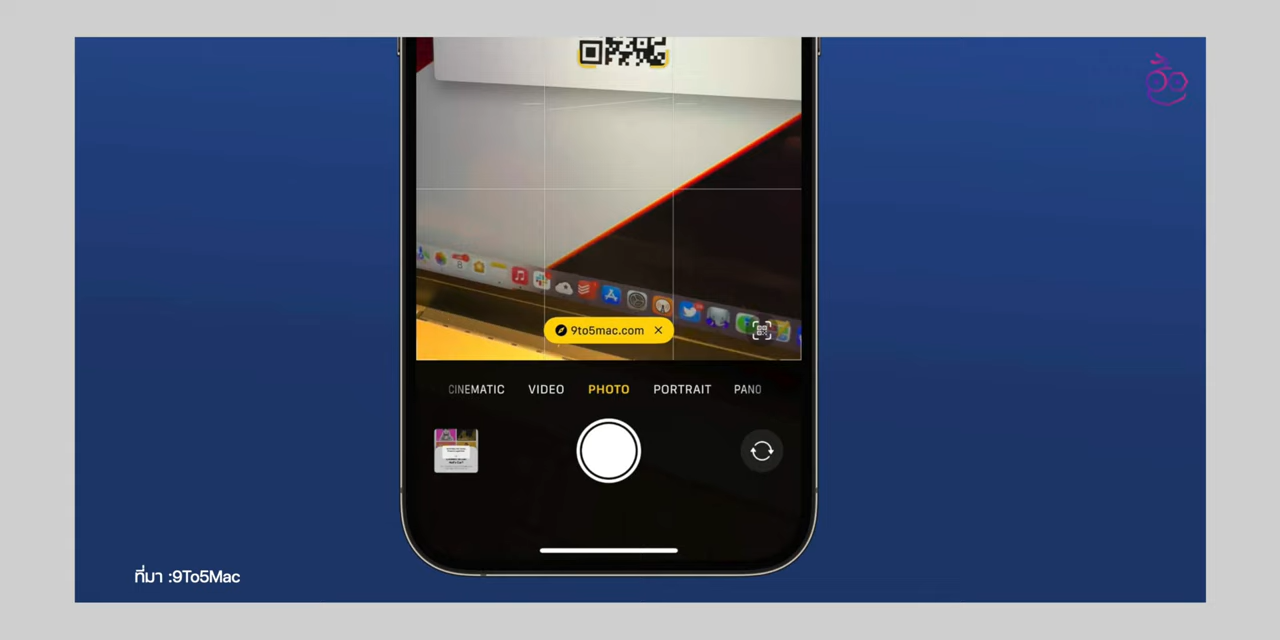 9to5mac.com
CINEMATIC VIDEO PHOTO PORTRAIT PANO
ที่มา :9To5Mac